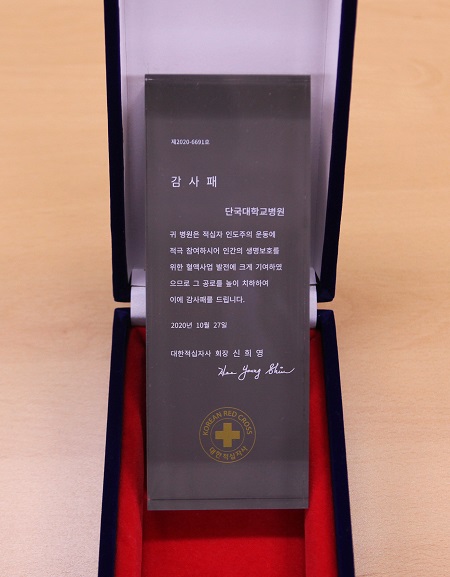 제2020-6691호
감 사 패
단국대학교병원
귀 병원은 적십자 인도주의 운동에
적극 참여하시어 인간의 생명보호를
위한 혈액사업 발전에 크게 기여하였
으므로 그 공로를 높이 치하하여
이에 감사패를 드립니다.
2020년 10월 27일
대한적십자사 회장 신 희 영
Hee Young Shin
KOREAN RED CROSS
대한적십자사